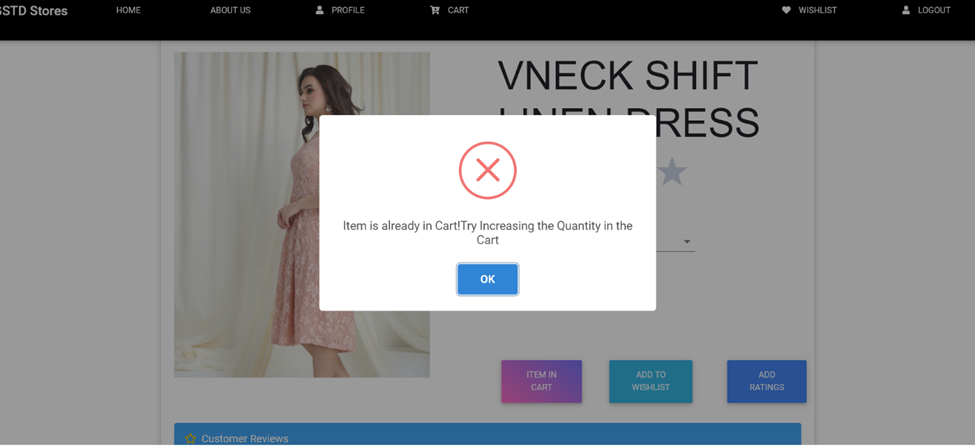 GSTD Stores HOME ABOUT US PROFILE CART WISHLIST LOGOUT
VNECK SHIFT
LINEN DRESS
Item is already in Cart!Try Increasing the Quantity in the
Cart
OK
ITEM IN
CART
ADD TO
WISHLIST
ADD
RATINGS
Customer Reviews